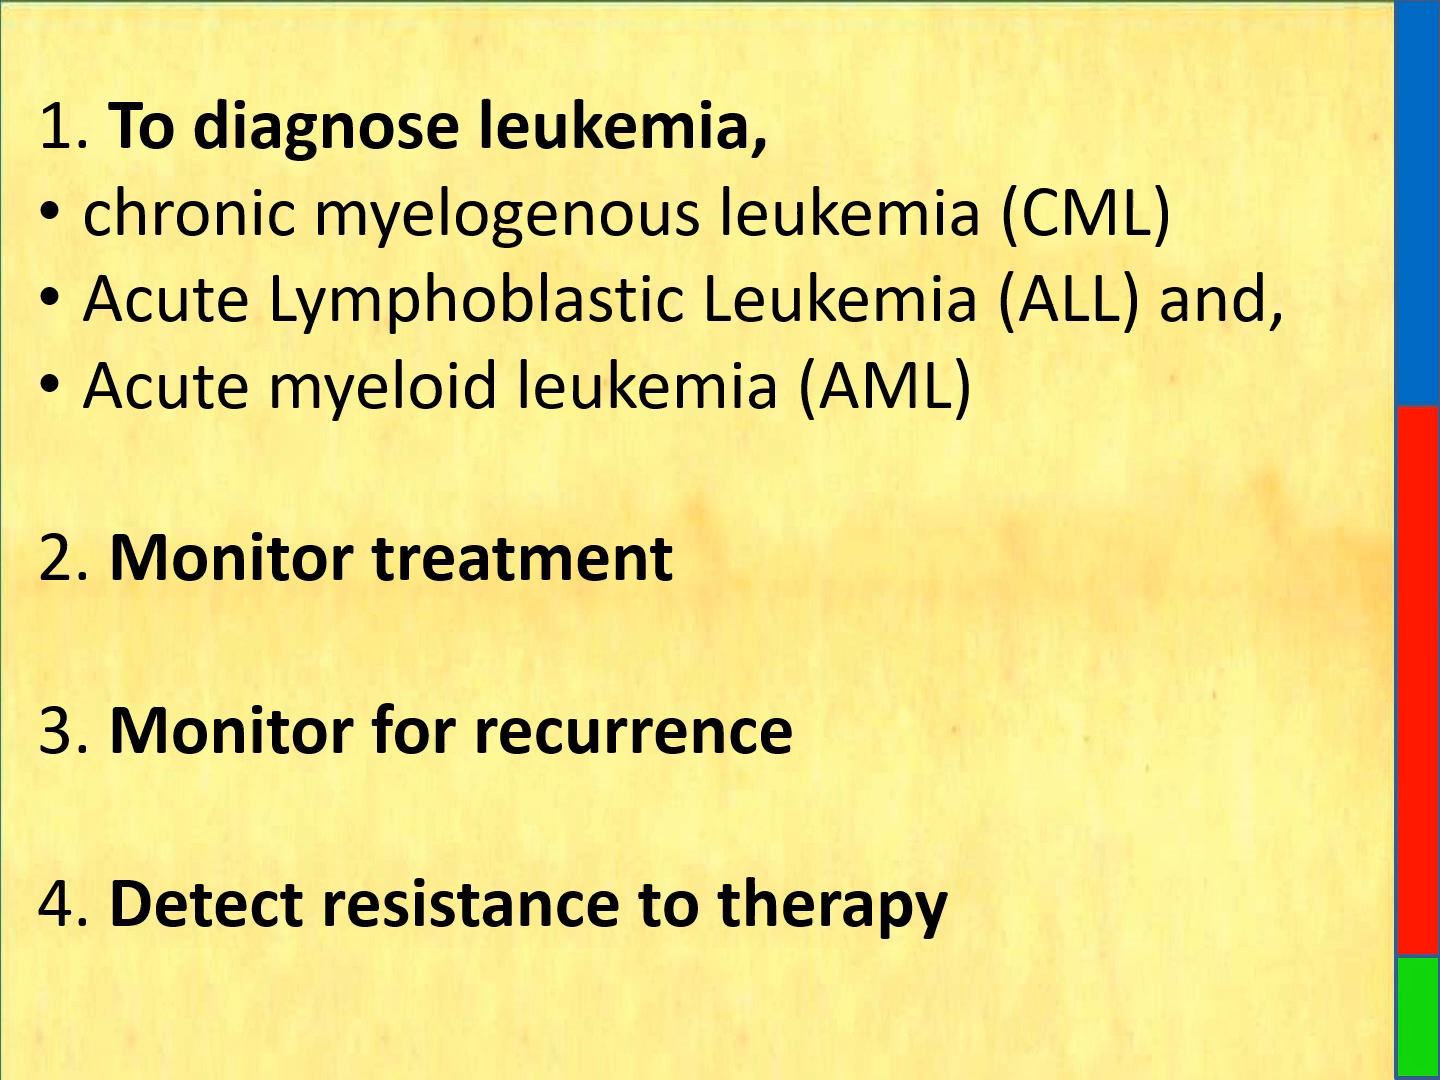 1. To diagnose leukemia,
• chronic myelogenous leukemia (CML)
• Acute Lymphoblastic Leukemia (ALL) and,
• Acute myeloid leukemia (AML)
2. Monitor treatment
3. Monitor for recurrence
4. Detect resistance to therapy